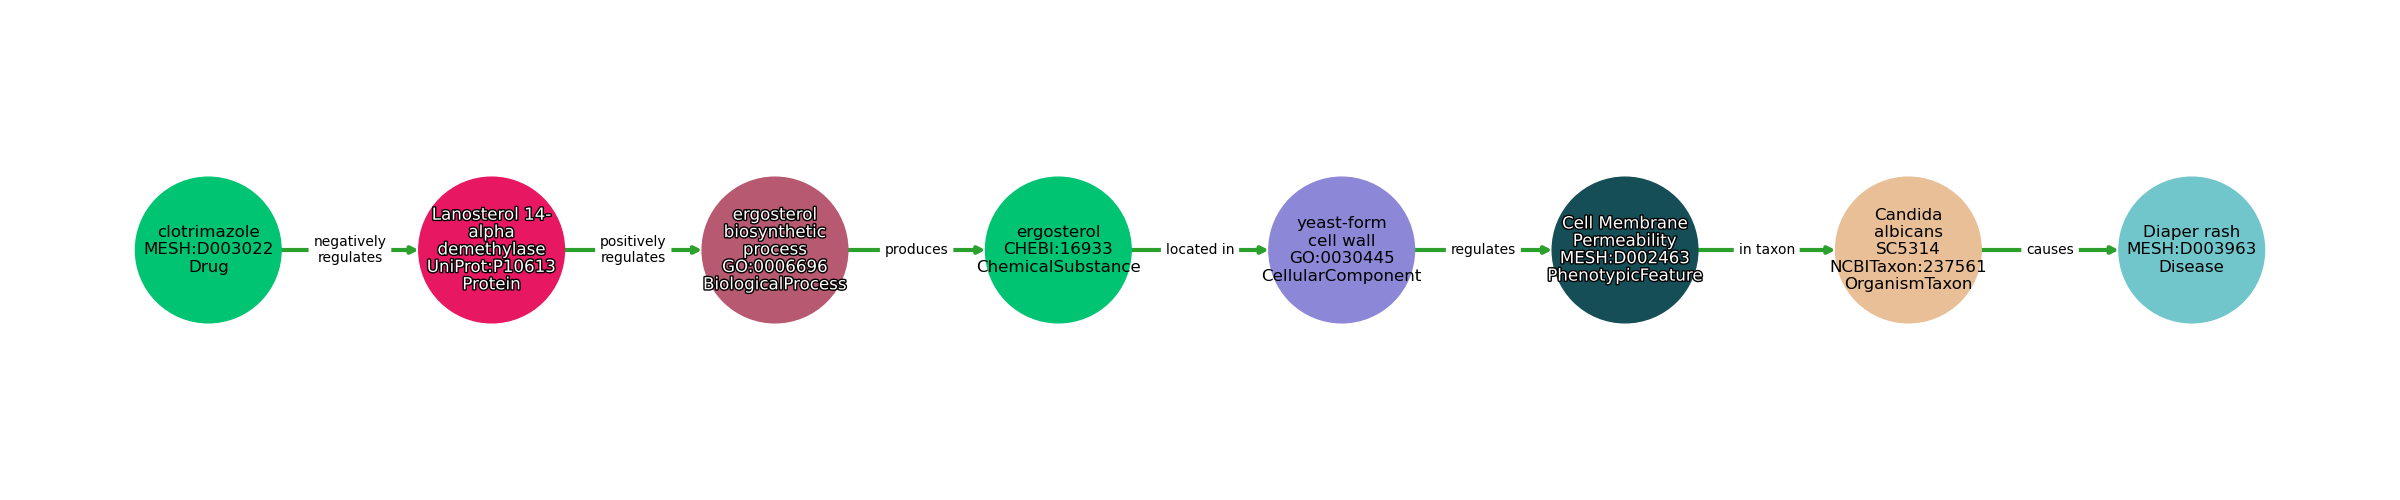 clotrimazole
MESH:D003022
Drug
negatively
regulates
Lanosterol 14-
alpha
demethylase
UniProt:P10613
Protein
positively
regulates
ergosterol
biosynthetic
process
GO:0006696
BiologicalProcess
produces
ergosterol
CHEBI:16933
ChemicalSubstance
located in
yeast-form
cell wall
GO:0030445
CellularComponent
regulates
Cell Membrane
Permeability
MESH:D002463
PhenotypicFeature
in taxon
Candida
albicans
SC5314
NCBITaxon:237561
OrganismTaxon
causes
Diaper rash
MESH:D003963
Disease